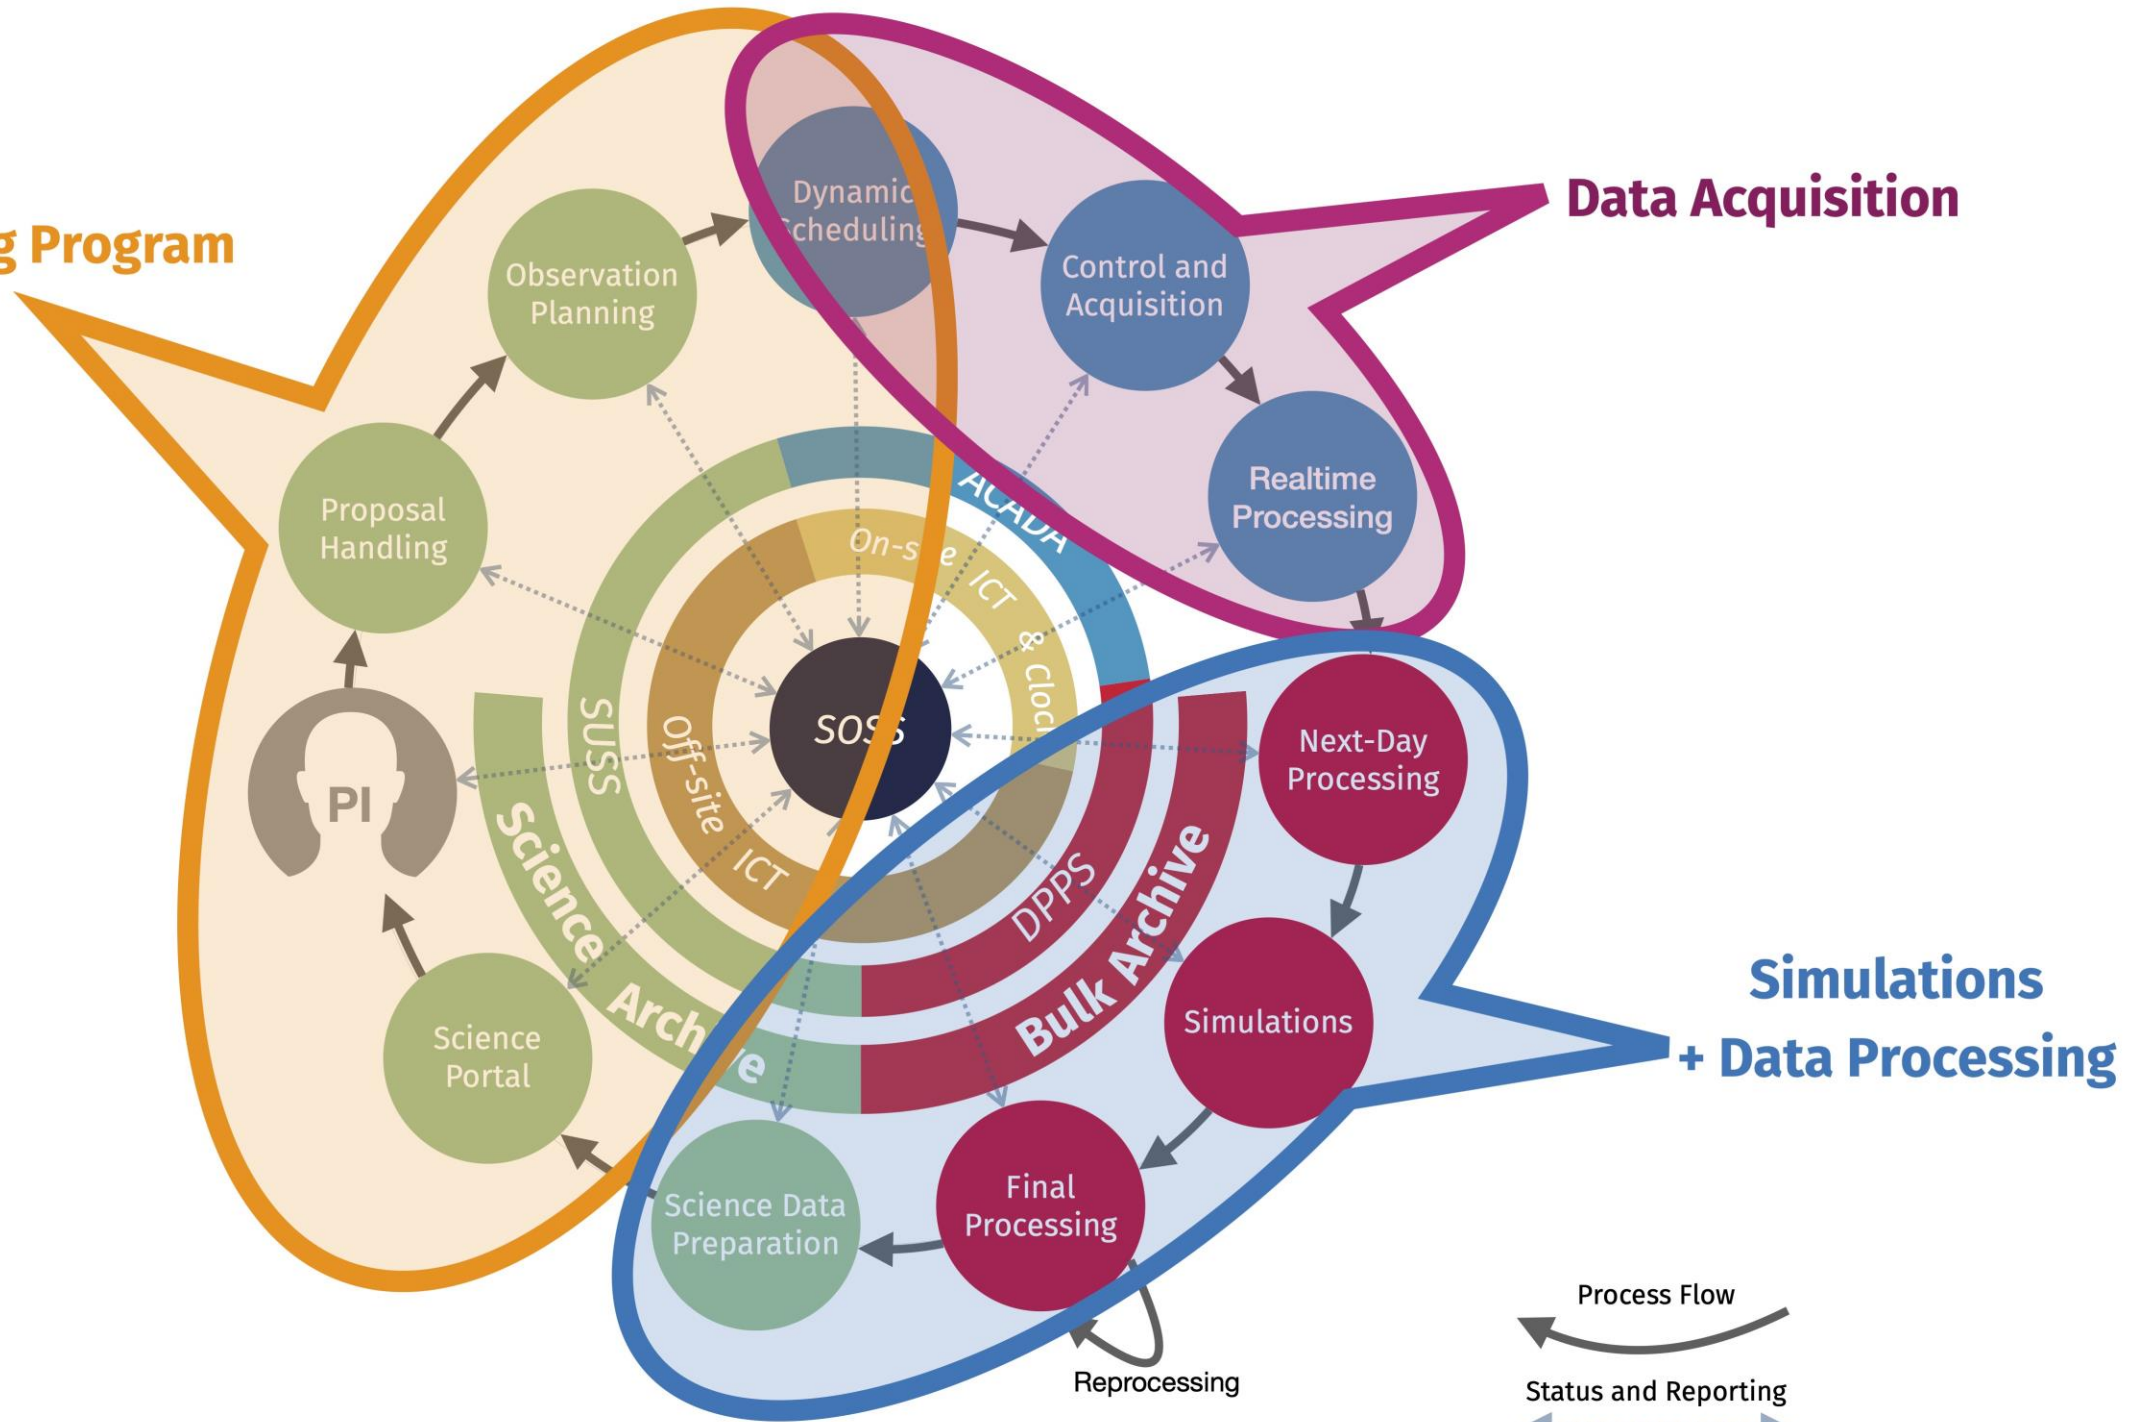 g Program
Data Acquisition
Dynamic
Scheduling
Observation
Planning
Control and
Acquisition
Proposal
Handling
Realtime
Processing
ACADA
On-site ICT & Cloc
SUSS
Off-site ICT
SOSS
PI
Next-Day
Processing
Science Archive
DPPS
Bulk Archive
Simulations
+ Data Processing
Simulations
Science
Portal
Science Data
Preparation
Final
Processing
Reprocessing
Process Flow
Status and Reporting